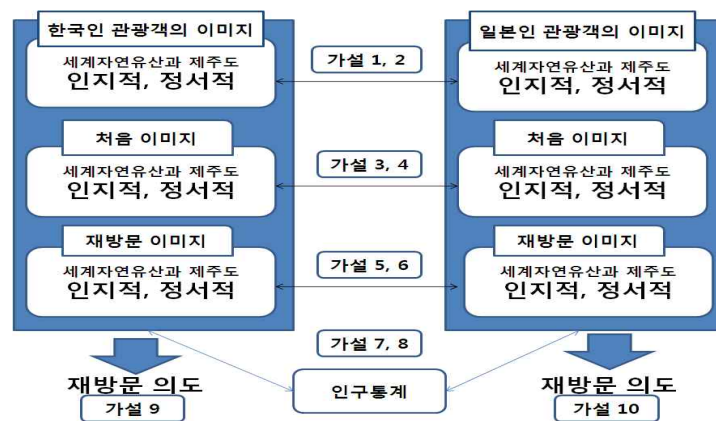 한국인 관광객의 이미지
세계자연유산과 제주도
인지적, 정서적
처음 이미지
세계자연유산과 제주도
인지적, 정서적
재방문 이미지
세계자연유산과 제주도
인지적, 정서적
재방문 의도
가설 9
가설 1, 2
가설 3, 4
가설 5, 6
가설 7, 8
인구통계
일본인 관광객의 이미지
세계자연유산과 제주도
인지적, 정서적
처음 이미지
세계자연유산과 제주도
인지적, 정서적
재방문 이미지
세계자연유산과 제주도
인지적, 정서적
재방문 의도
가설 10